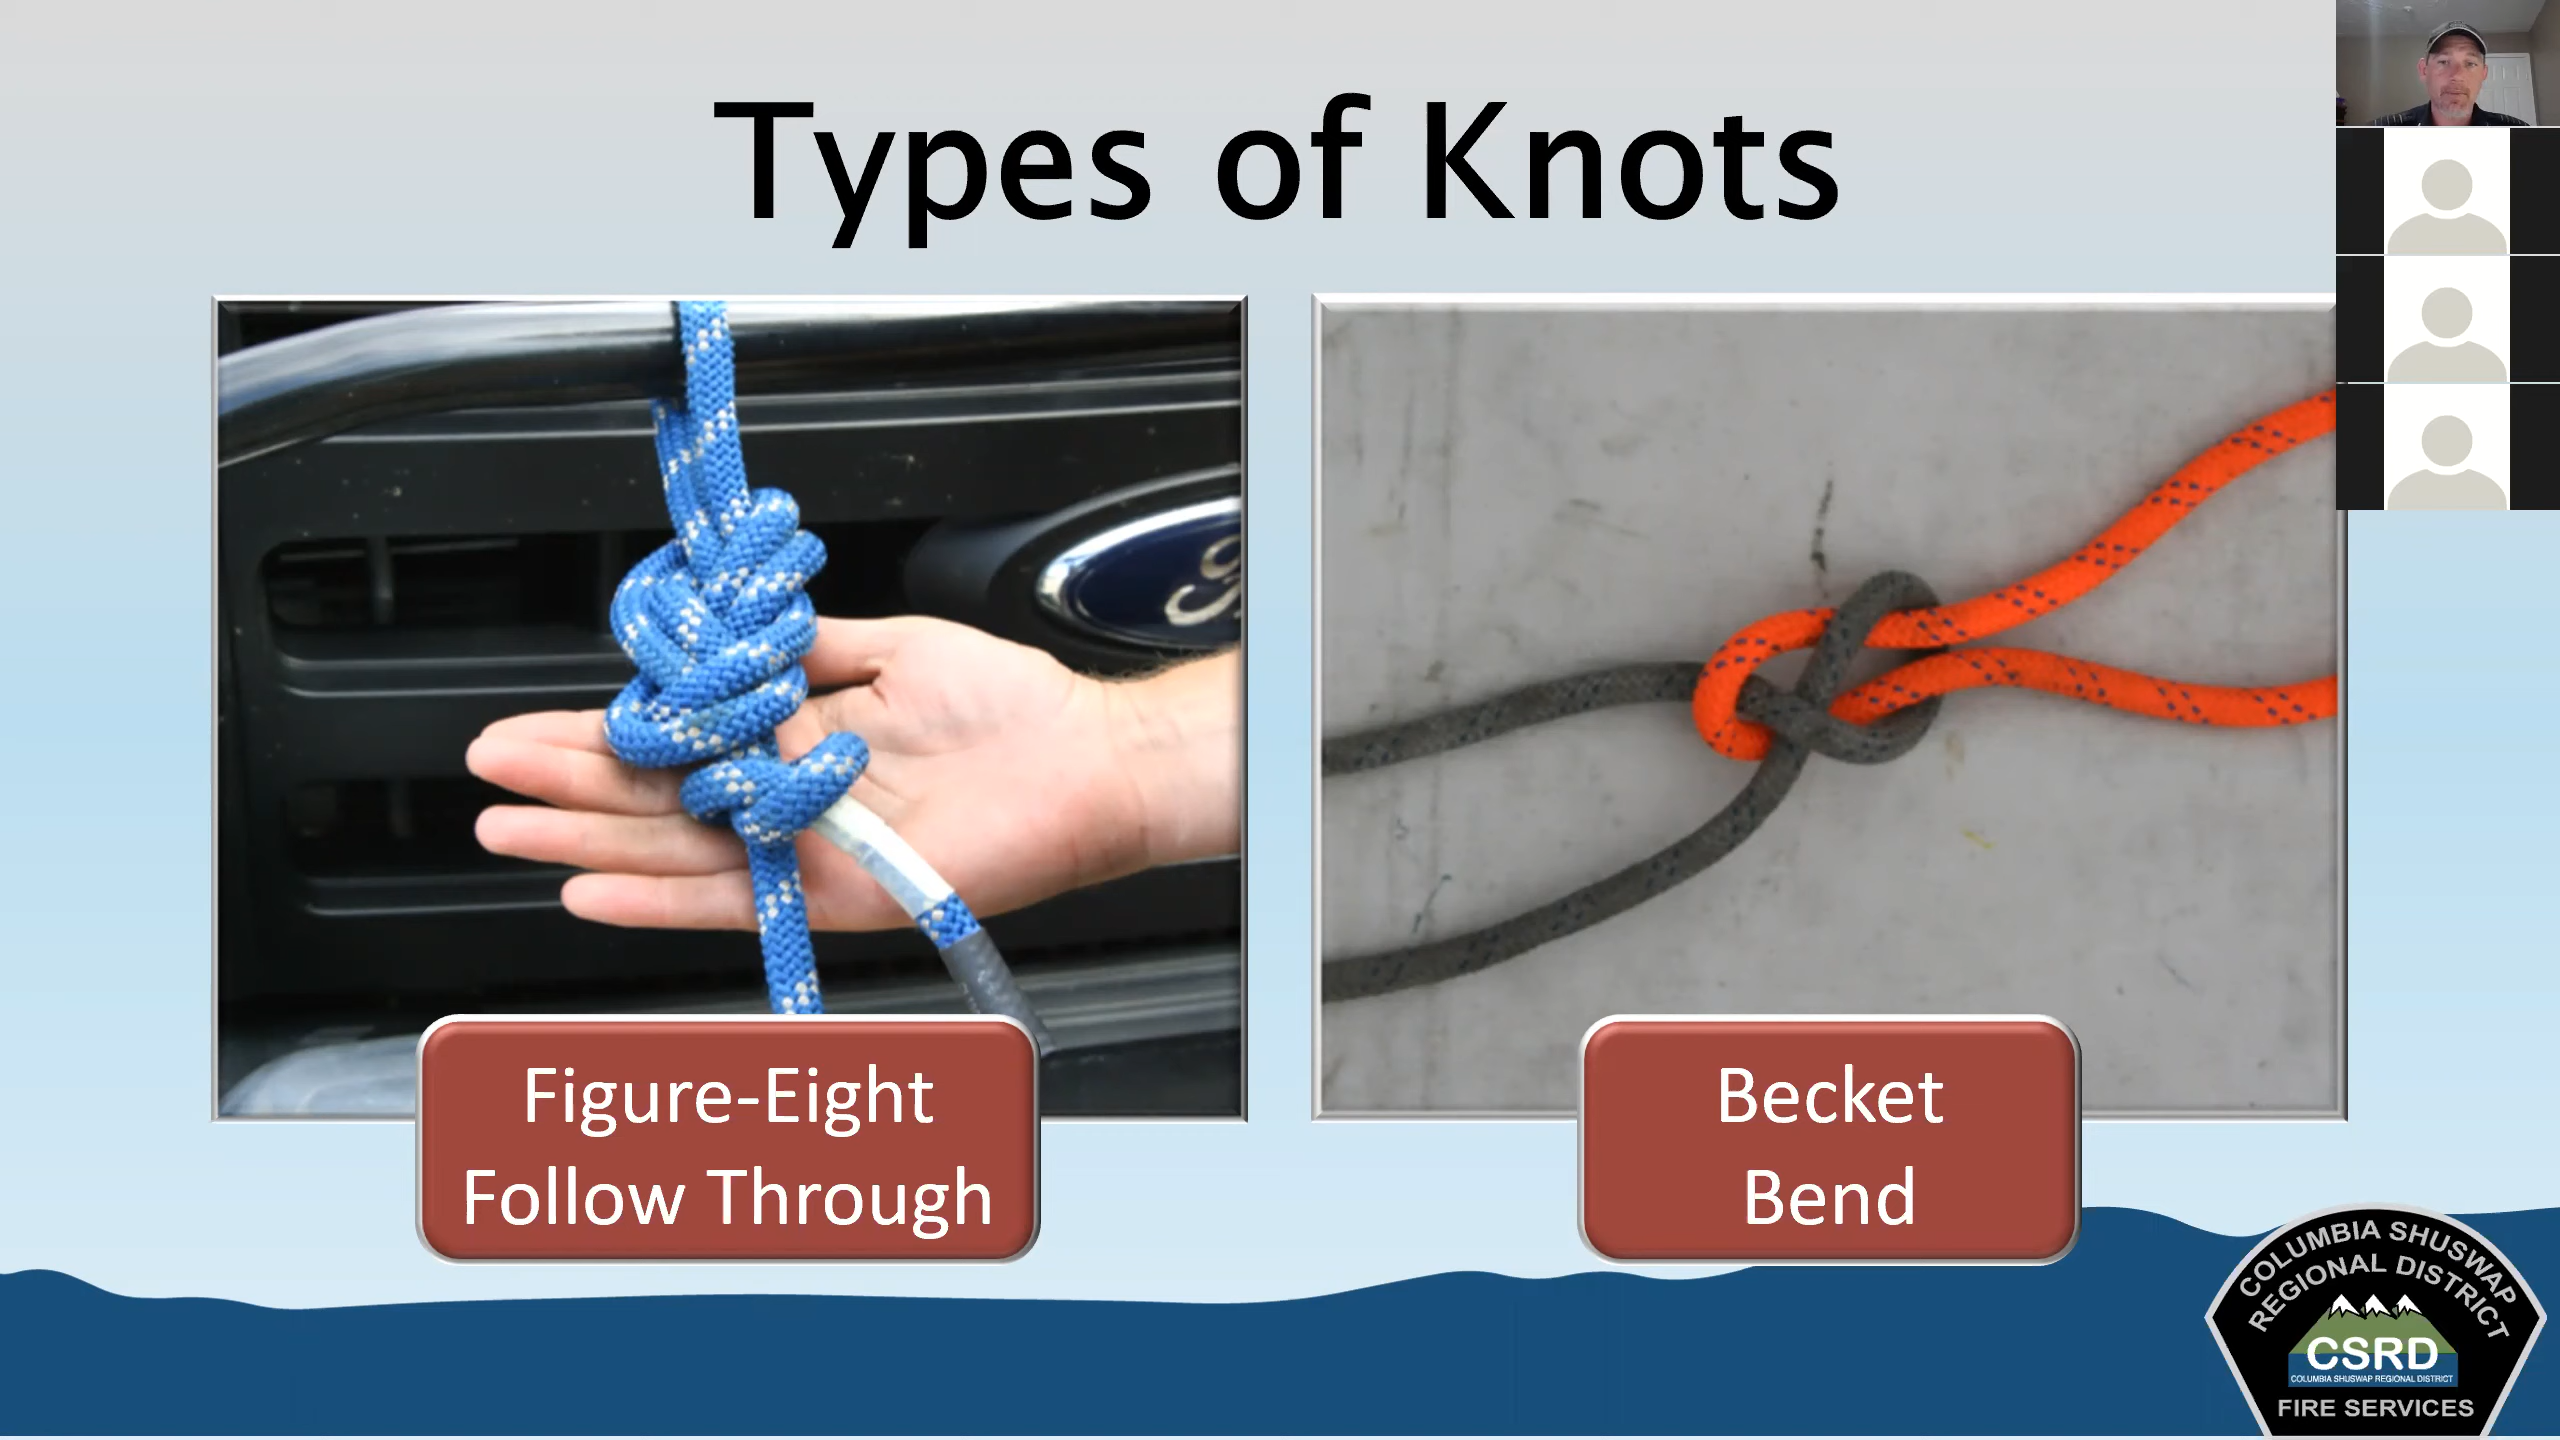 Types of Knots
Figure-Eight
Follow Through
Becket
Bend
COLUMBIA SHUSWAP
REGIONAL DISTRICT
CSRD
COLUMBIA SHUSWAP REGIONAL DISTRICT
FIRE SERVICES